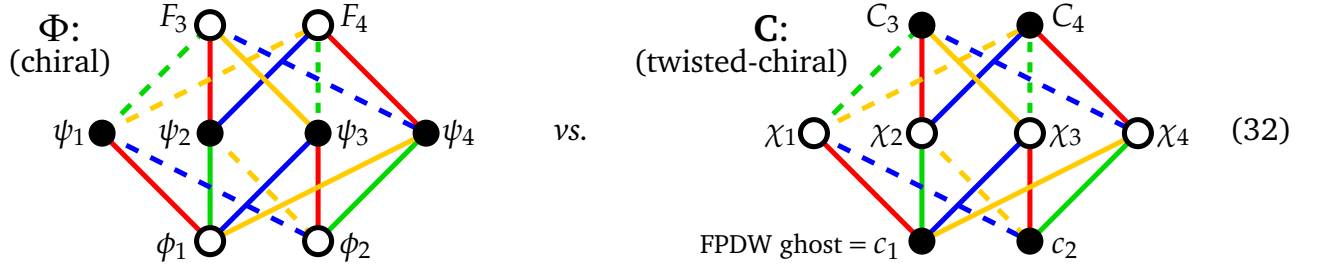 Φ: F₃ F₄ C: C₃ C₄
(chiral) (twisted-chiral)
ψ₁ ψ₂ ψ₃ ψ₄ vs. χ₁ χ₂ χ₃ χ₄ (32)
ϕ₁ ϕ₂ FPDW ghost = c₁ c₂